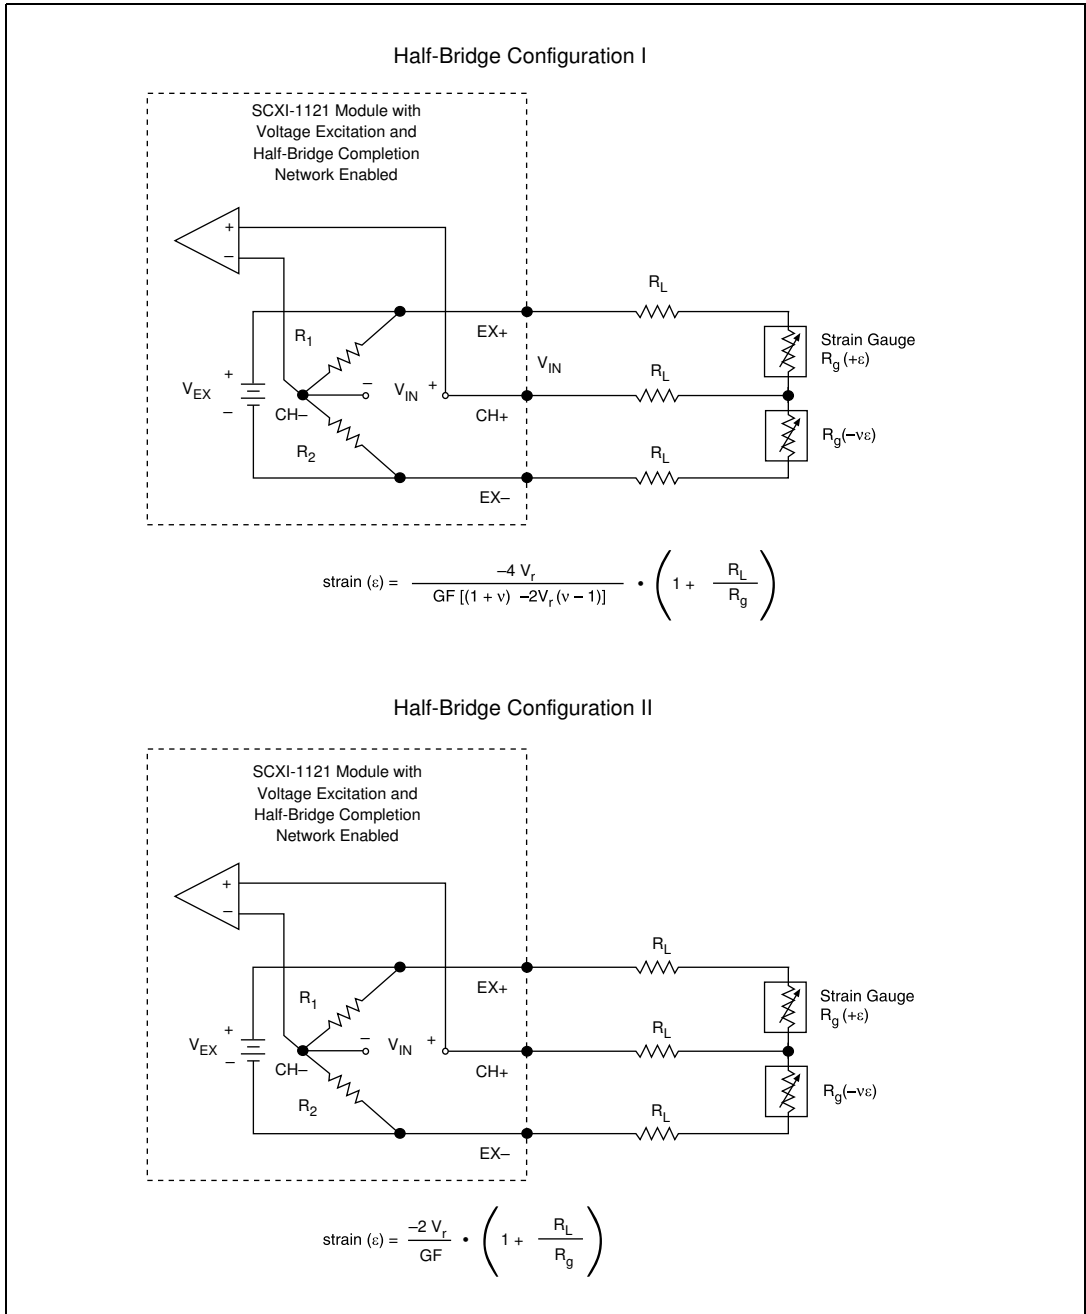 Half-Bridge Configuration I
SCXI-1121 Module with
Voltage Excitation and
Half-Bridge Completion
Network Enabled
+
–
R_L
R_1
EX+
Strain Gauge
R_g (+ε)
V_IN
R_L
V_EX
+
–
–
V_IN
+
CH–
CH+
R_g(–νε)
R_2
R_L
EX–
strain (ε) = –4 V_r / GF [(1 + ν) –2V_r (ν – 1)] • (1 + R_L / R_g)
Half-Bridge Configuration II
SCXI-1121 Module with
Voltage Excitation and
Half-Bridge Completion
Network Enabled
+
–
R_L
R_1
EX+
Strain Gauge
R_g (+ε)
R_L
V_EX
+
–
–
V_IN
+
CH–
CH+
R_g(–νε)
R_2
R_L
EX–
strain (ε) = –2 V_r / GF • (1 + R_L / R_g)